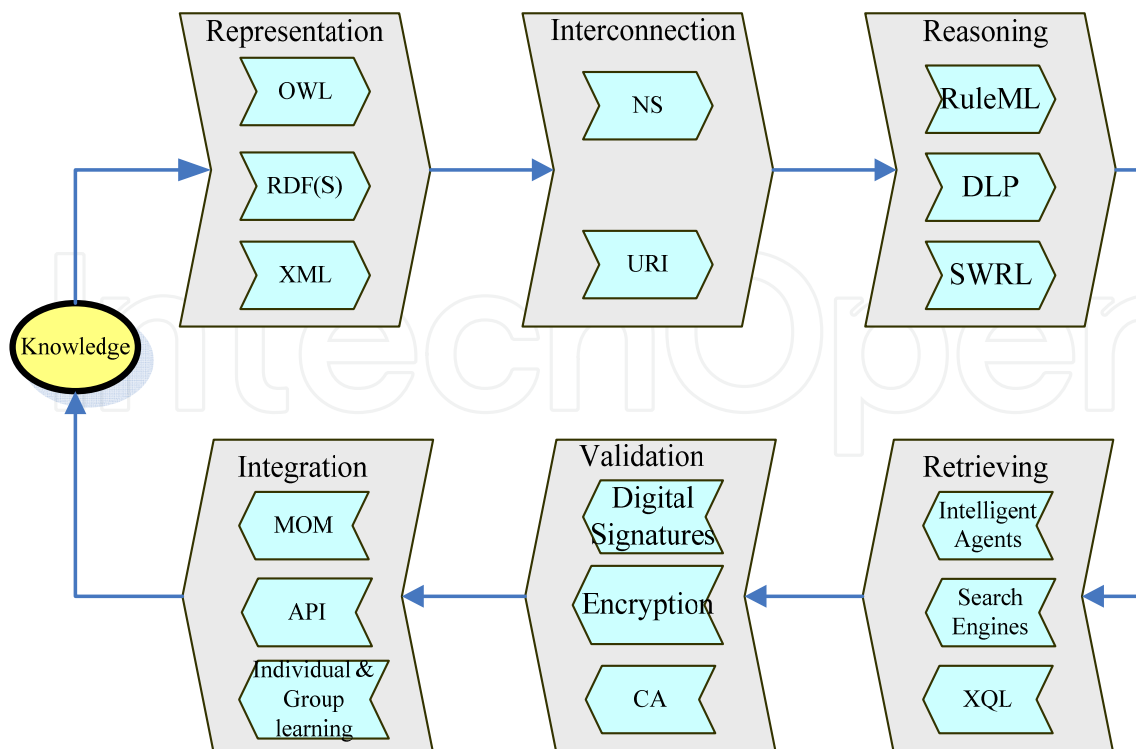 Representation
OWL
RDF(S)
XML
Interconnection
NS
URI
Reasoning
RuleML
DLP
SWRL
Knowledge
IntechOpen
Integration
MOM
API
Individual &
Group
learning
Validation
Digital
Signatures
Encryption
CA
Retrieving
Intelligent
Agents
Search
Engines
XQL